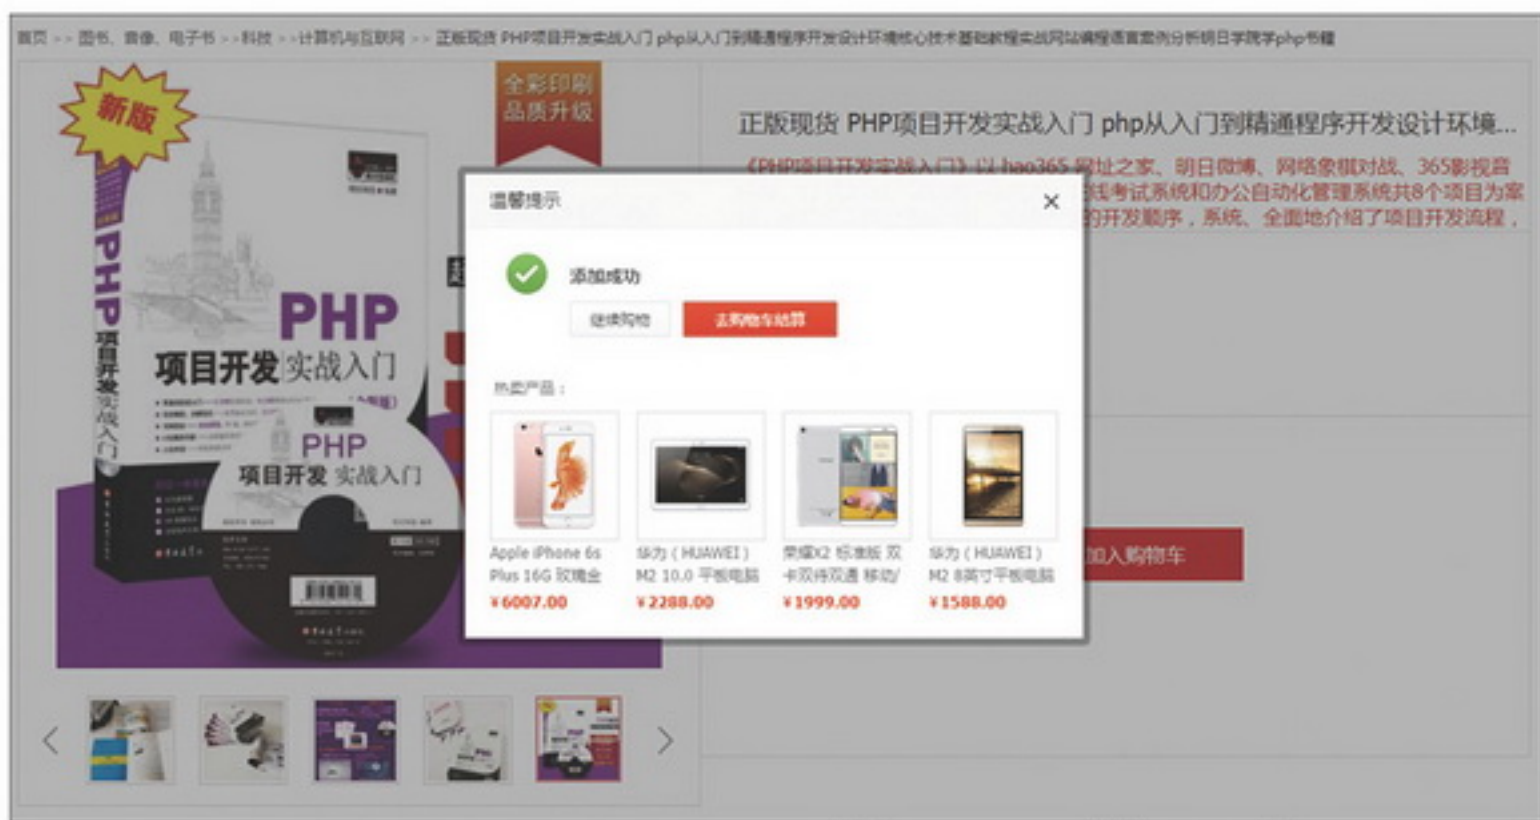 首页 >> 图书、音像、电子书 >>科技 >>计算机与互联网 >> 正版现货 PHP项目开发实战入门 php从入门到精通程序开发设计环境核心技术基础教程实战网站编程语言案例分析明日学院学php书籍
新版
全彩印刷
品质升级
PHP
项目开发 实战入门
PHP
项目开发实战入门
PHP
项目开发 实战入门
正版现货 PHP项目开发实战入门 php从入门到精通程序开发设计环境...
《PHP项目开发实战入门》以 hao365 网址之家、明日微博、网络象棋对战、365影视音
线考试系统和办公自动化管理系统共8个项目为案
的开发顺序，系统、全面地介绍了项目开发流程，
加入购物车
温馨提示
×
添加成功
继续购物
去购物车结算
热卖产品：
Apple iPhone 6s
Plus 16G 玫瑰金
¥6007.00
华为（HUAWEI）
M2 10.0 平板电脑
¥2288.00
荣耀X2 标准版 双
卡双待双通 移动/
¥1999.00
华为（HUAWEI）
M2 8英寸平板电脑
¥1588.00